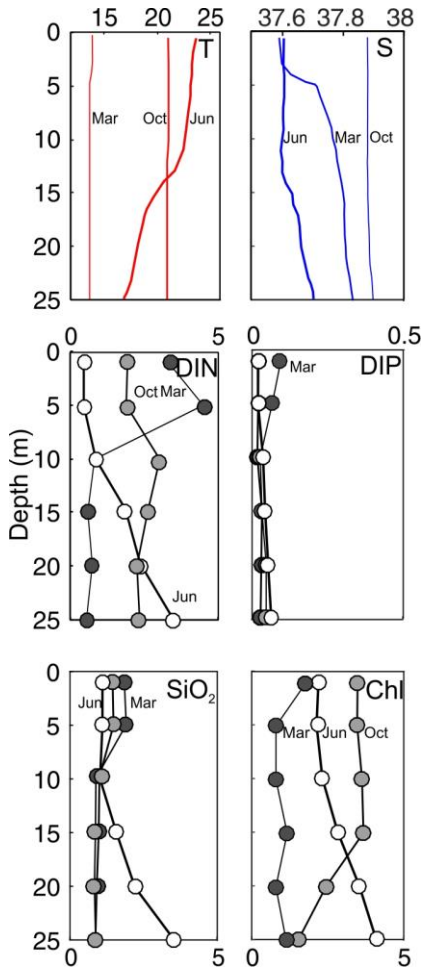 15 20 25
37.6 37.8 38
0
T
S
5
Mar Oct Jun
Jun Mar Oct
10
15
20
25
0 5
0 0.5
0
DIN
DIP
Oct Mar
Mar
5
10
15
20
Jun
25
Depth (m)
0
SiO2
Chl
Jun Mar
Mar Jun Oct
5
10
15
20
25
0 5
0 5